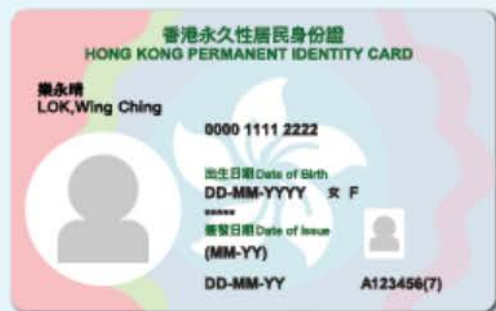 香港永久性居民身份證
HONG KONG PERMANENT IDENTITY CARD
樂永晴
LOK,Wing Ching
0000 1111 2222
出生日期 Date of Birth
DD-MM-YYYY 女 F
*****
簽發日期 Date of Issue
(MM-YY)
DD-MM-YY A123456(7)